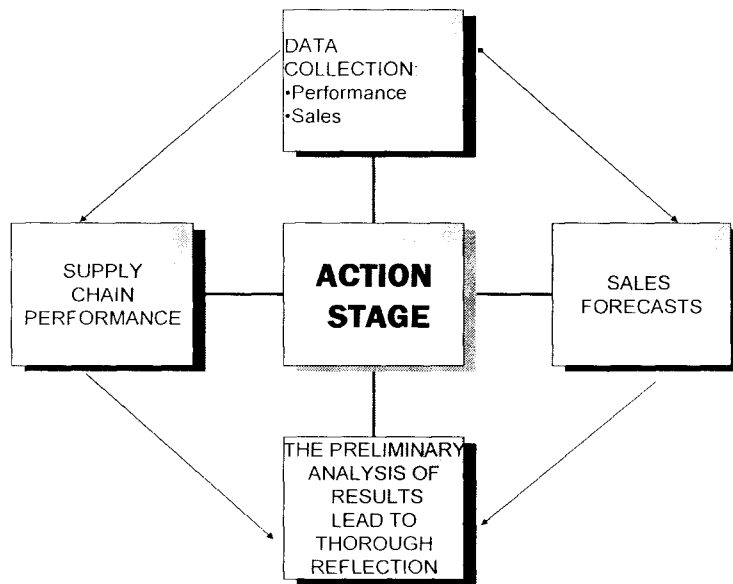 DATA
COLLECTION:
•Performance
•Sales
SUPPLY
CHAIN
PERFORMANCE
ACTION
STAGE
SALES
FORECASTS
THE PRELIMINARY
ANALYSIS OF
RESULTS
LEAD TO
THOROUGH
REFLECTION